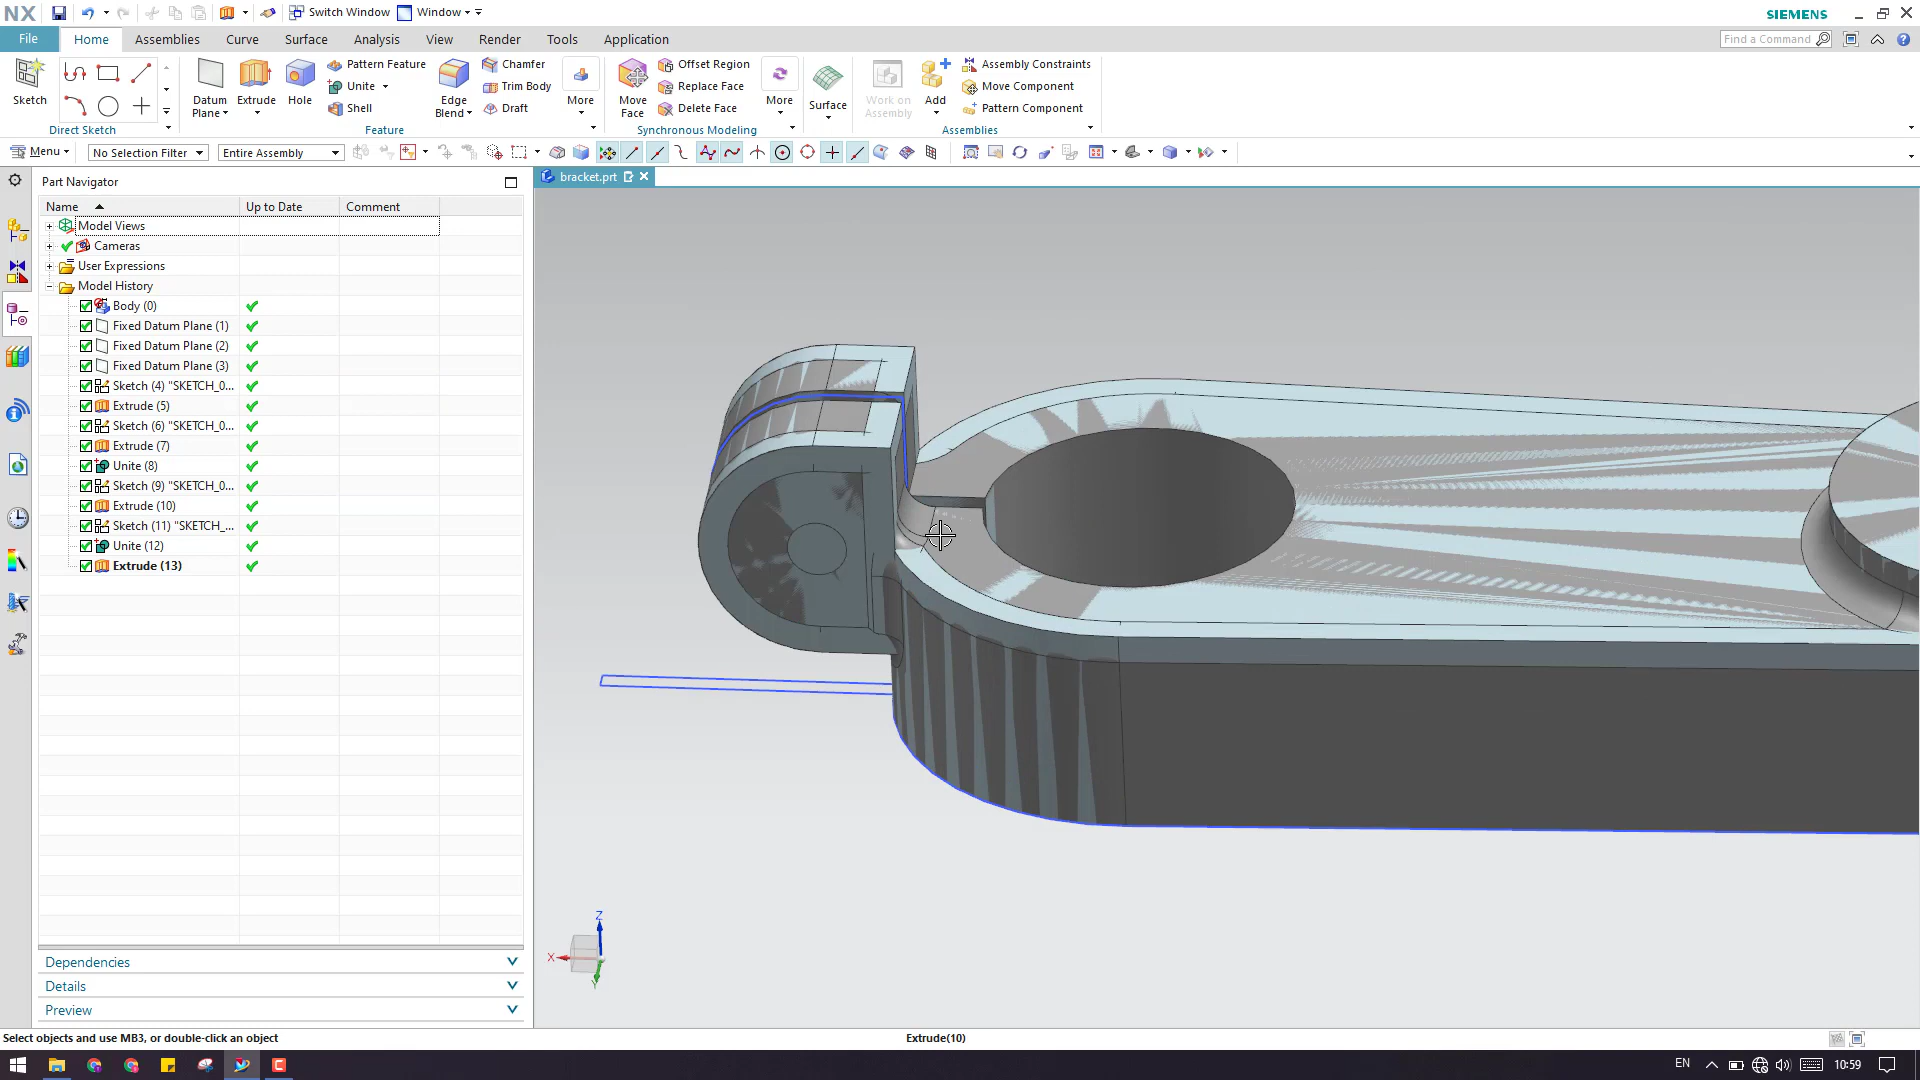 NX Switch Window Window SIEMENS
File Home Assemblies Curve Surface Analysis View Render Tools Application Find a Command
Sketch
Direct Sketch
Datum Plane Extrude Hole
Pattern Feature
Unite
Shell
Edge Blend
Chamfer
Trim Body
Draft
More
Feature
Move Face
Offset Region
Replace Face
Delete Face
More
Synchronous Modeling
Surface
Work on Assembly
Add
Assembly Constraints
Move Component
Pattern Component
Assemblies
Menu No Selection Filter Entire Assembly
Part Navigator
bracket.prt
Name Up to Date Comment
Model Views
Cameras
User Expressions
Model History
Body (0)
Fixed Datum Plane (1)
Fixed Datum Plane (2)
Fixed Datum Plane (3)
Sketch (4) "SKETCH_0...
Extrude (5)
Sketch (6) "SKETCH_0...
Extrude (7)
Unite (8)
Sketch (9) "SKETCH_0...
Extrude (10)
Sketch (11) "SKETCH_...
Unite (12)
Extrude (13)
Z
X
Y
Dependencies
Details
Preview
Select objects and use MB3, or double-click an object Extrude(10)
EN 10:59